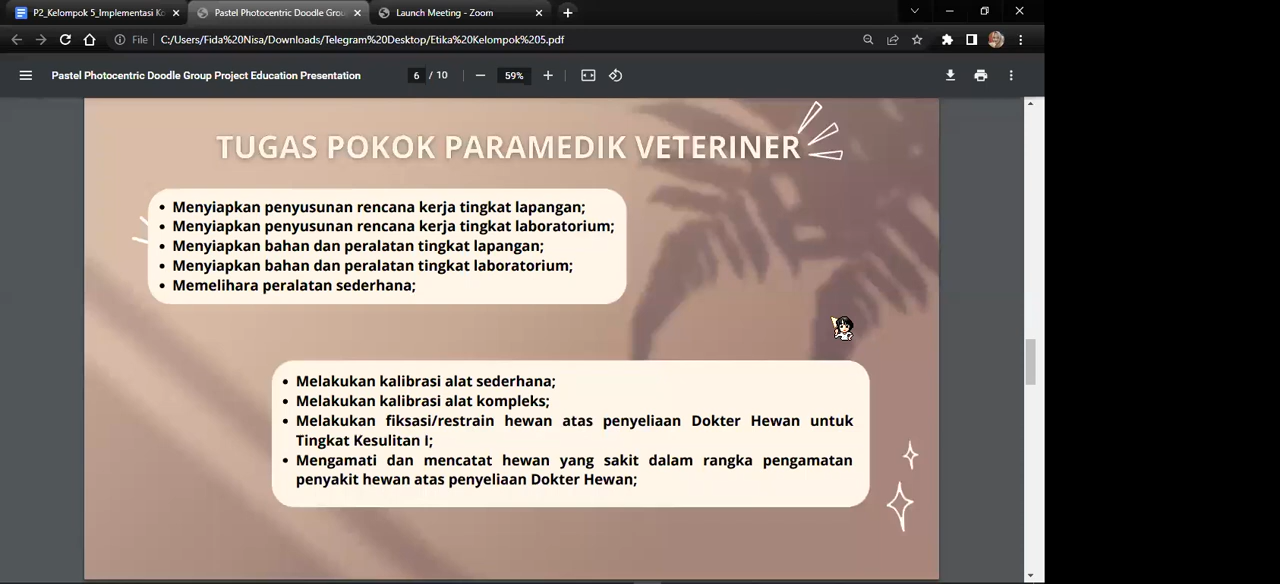 P2_Kelompok 5_Implementasi Ko
Pastel Photocentric Doodle Grou
Launch Meeting - Zoom
File
C:/Users/Fida%20Nisa/Downloads/Telegram%20Desktop/Etika%20Kelompok%205.pdf
Pastel Photocentric Doodle Group Project Education Presentation
6 / 10
59%
TUGAS POKOK PARAMEDIK VETERINER
• Menyiapkan penyusunan rencana kerja tingkat lapangan;
• Menyiapkan penyusunan rencana kerja tingkat laboratorium;
• Menyiapkan bahan dan peralatan tingkat lapangan;
• Menyiapkan bahan dan peralatan tingkat laboratorium;
• Memelihara peralatan sederhana;
• Melakukan kalibrasi alat sederhana;
• Melakukan kalibrasi alat kompleks;
• Melakukan fiksasi/restrain hewan atas penyeliaan Dokter Hewan untuk
Tingkat Kesulitan I;
• Mengamati dan mencatat hewan yang sakit dalam rangka pengamatan
penyakit hewan atas penyeliaan Dokter Hewan;